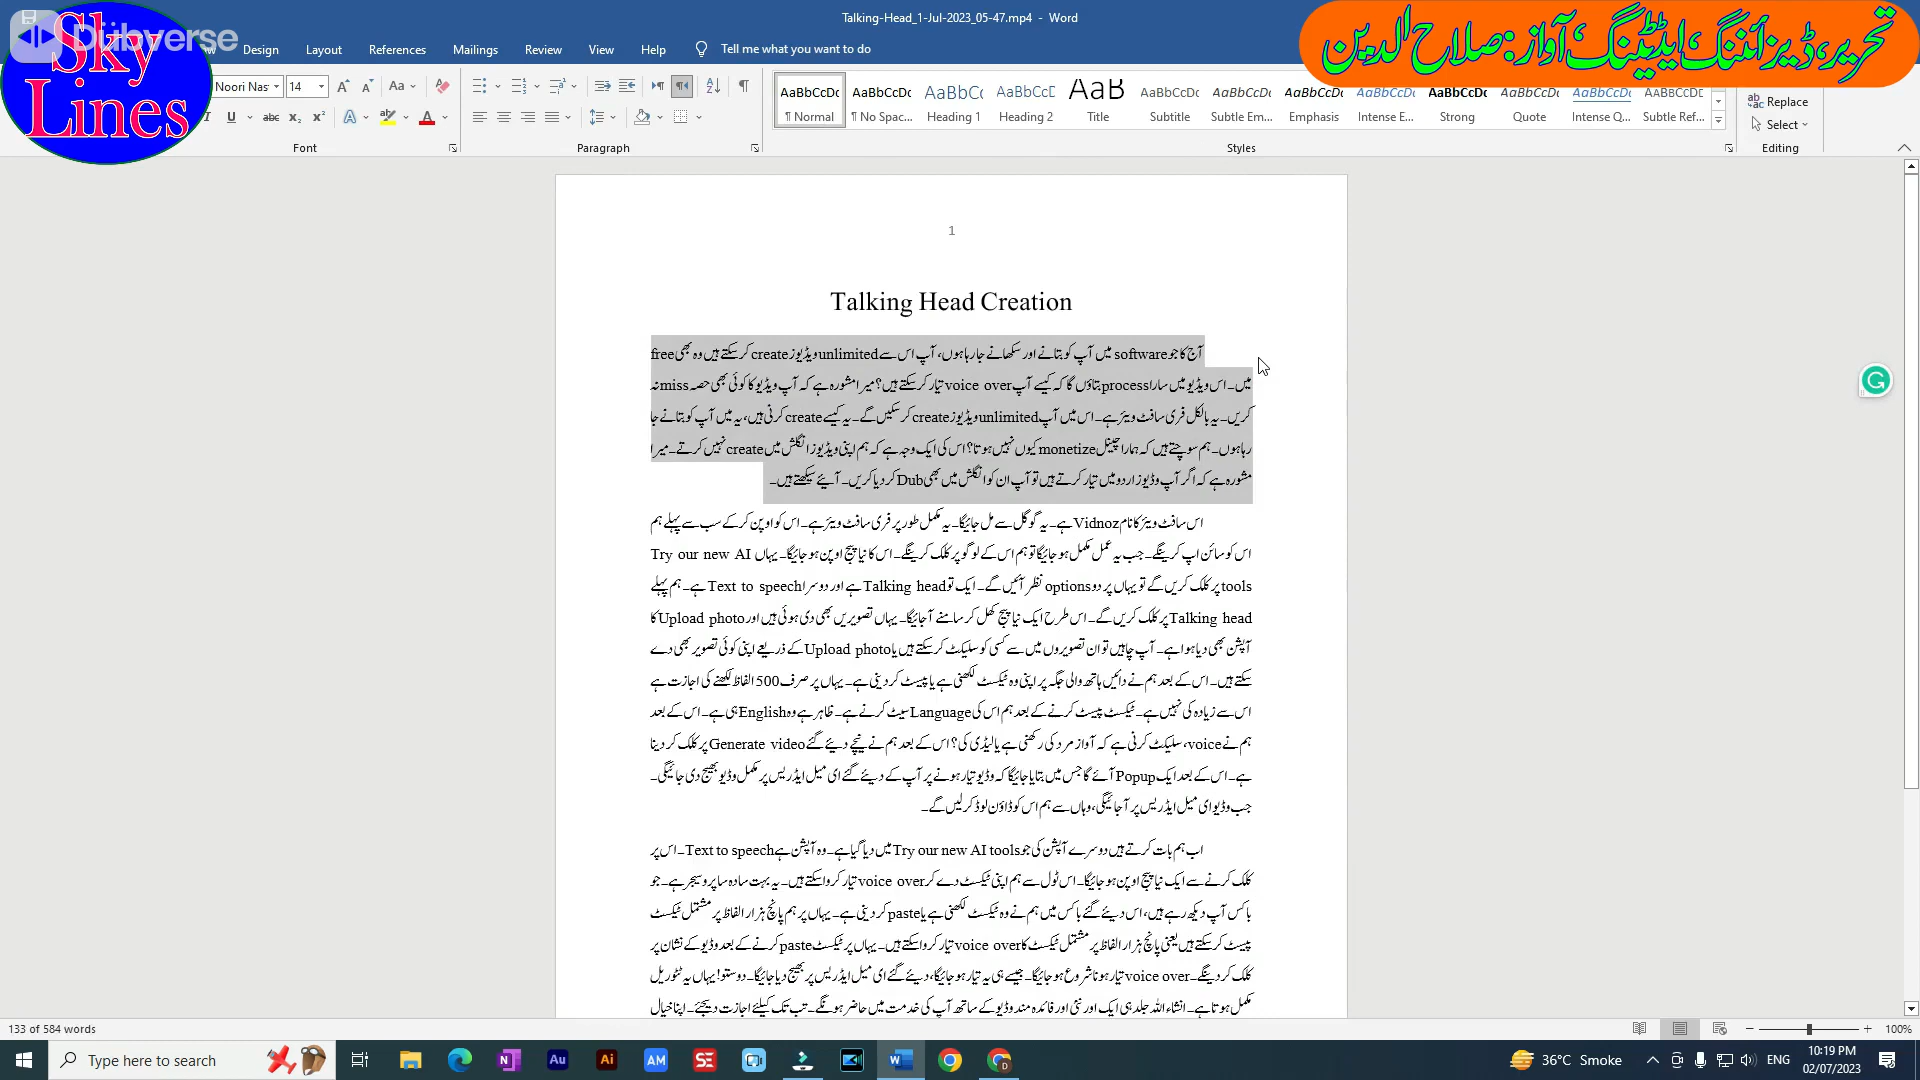 Talking-Head_1-Jul-2023_05-47.mp4 - Word
تحریر، ڈیزائننگ، ایڈیٹنگ، آواز: صلاح الدین
Sky
Lines
Dubverse
Design Layout References Mailings Review View Help Tell me what you want to do
Noori Nas 14 Aa
AaBbCcDc AaBbCcDc AaBbCc AaBbCcC AaB AaBbCcDc AaBbCcDc AaBbCcDc AaBbCcDc AaBbCcDc AaBbCcDc AaBbCcDc AABBCCDC
¶ Normal ¶ No Spac... Heading 1 Heading 2 Title Subtitle Subtle Em... Emphasis Intense E... Strong Quote Intense Q... Subtle Ref...
Replace
Select
Font Paragraph Styles Editing
1
Talking Head Creation
آج کا جو software میں آپ کو بتانے اور سکھانے جا رہا ہوں، آپ اس سے unlimited ویڈیوز create کر سکتے ہیں وہ بھی free
میں۔ اس ویڈیو میں سارا process بتاؤں گا کہ کیسے آپ voice over تیار کر سکتے ہیں؟ میرا مشورہ ہے کہ آپ ویڈیو کا کوئی بھی حصہ miss نہ
کریں۔ یہ بالکل فری سافٹ ویئر ہے۔ اس میں آپ unlimited ویڈیوز create کر سکیں گے۔ یہ کیسے create کرنی ہیں، یہ میں آپ کو بتانے جا
رہا ہوں۔ ہم سوچتے ہیں کہ ہمارا چینل monetize کیوں نہیں ہوتا؟ اس کی ایک وجہ ہے کہ ہم اپنی ویڈیوز انگلش میں create نہیں کرتے۔ میرا
مشورہ ہے کہ اگر آپ وڈیوز اردو میں تیار کرتے ہیں تو آپ ان کو انگلش میں بھی Dub کر دیا کریں۔ آیئے سیکھتے ہیں۔
اس سافٹ ویئر کا نام Vidnoz ہے۔ یہ گوگل سے مل جائیگا۔ یہ مکمل طور پر فری سافٹ ویئر ہے۔ اس کو اوپن کر کے سب سے پہلے ہم
اس کو سائن اپ کرینگے۔ جب یہ عمل مکمل ہو جائیگا تو ہم اس کے لوگو پر کلک کرینگے۔ اس کا نیا پیج اوپن ہو جائیگا۔ یہاں Try our new AI
tools پر کلک کریں گے تو یہاں پر دو options نظر آئیں گے۔ ایک تو Talking head ہے اور دوسرا Text to speech ہے۔ ہم پہلے
Talking head پر کلک کریں گے۔ اس طرح ایک نیا پیج کھل کر سامنے آ جائیگا۔ یہاں تصویریں بھی دی ہوئی ہیں اور Upload photo کا
آپشن بھی دیا ہوا ہے۔ آپ چاہیں تو ان تصویروں میں سے کسی کو سلیکٹ کر سکتے ہیں یا Upload photo کے ذریعے اپنی کوئی تصویر بھی دے
سکتے ہیں۔ اس کے بعد ہم نے دائیں ہاتھ والی جگہ پر اپنی وہ ٹیکسٹ لکھنی ہے یا پیسٹ کر دینی ہے۔ یہاں پر صرف 500 الفاظ لکھنے کی اجازت ہے
اس سے زیادہ کی نہیں ہے۔ ٹیکسٹ پیسٹ کرنے کے بعد ہم اس کی Language سیٹ کرنے ہے۔ ظاہر ہے وہ English ہی ہے۔ اس کے بعد
ہم نے voice، سلیکٹ کرنی ہے کہ آواز مرد کی رکھنی ہے یا لیڈی کی؟ اس کے بعد ہم نے نیچے دیئے گئے Generate video پر کلک کر دینا
ہے۔ اس کے بعد ایک Popup آئے گا جس میں بتایا جائیگا کہ وڈیو تیار ہونے پر آپ کے دیئے گئے ای میل ایڈریس پر مکمل وڈیو بھیج دی جائیگی۔
جب وڈیو ای میل ایڈریس پر آ جائیگی، وہاں سے ہم اس کو ڈاؤن لوڈ کر لیں گے۔
اب ہم بات کرتے ہیں دوسرے آپشن کی جو Try our new AI tools میں دیا گیا ہے۔ وہ آپشن ہے Text to speech۔ اس پر
کلک کرنے سے ایک نیا پیج اوپن ہو جائیگا۔ اس ٹول سے ہم اپنی ٹیکسٹ دے کر voice over تیار کروا سکتے ہیں۔ یہ بہت سادہ سا پروسیجر ہے۔ جو
باکس آپ دیکھ رہے ہیں، اس دیئے گئے باکس میں ہم نے وہ ٹیکسٹ لکھنی ہے یا paste کر دینی ہے۔ یہاں پر ہم پانچ ہزار الفاظ پر مشتمل ٹیکسٹ
پیسٹ کر سکتے ہیں یعنی پانچ ہزار الفاظ پر مشتمل ٹیکسٹ کا voice over تیار کروا سکتے ہیں۔ یہاں پر ٹیکسٹ paste کرنے کے بعد وڈیو کے نشان پر
کلک کر دینگے۔ voice over تیار ہونا شروع ہو جائیگا۔ جیسے ہی یہ تیار ہو جائیگا، دیئے گئے ای میل ایڈریس پر بھیج دیا جائیگا۔ دوستو! یہاں یہ ٹٹوریل
مکمل ہوتا ہے۔ انشاء اللہ جلد ہی ایک اور نئی اور فائدہ مند وڈیو کے ساتھ آپ کی خدمت میں حاضر ہونگے۔ تب تک کیلئے اجازت دیجئے۔ اپنا خیال
133 of 584 words
100%
Type here to search
36°C Smoke
ENG
10:19 PM
02/07/2023